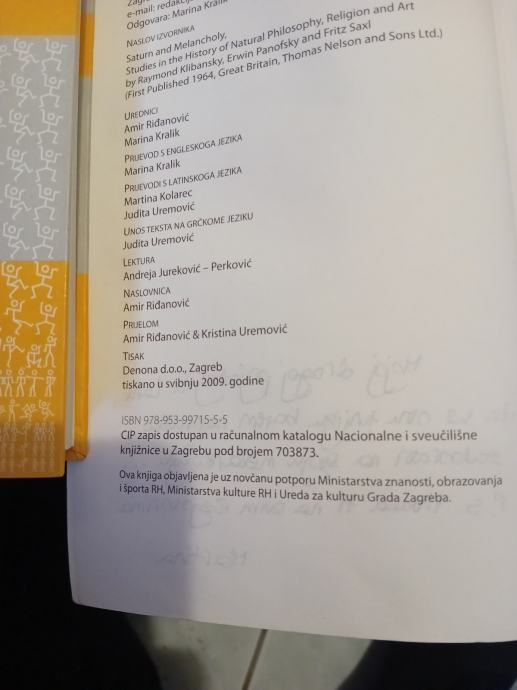 e-mail:
Odgovara: Marina Kralik
NASLOV IZVORNIKA
Saturn and Melancholy,
Studies in the History of Natural Philosophy, Religion and Art
by Raymond Klibansky, Erwin Panofsky and Fritz Saxl
(First Published 1964, Great Britain, Thomas Nelson and Sons Ltd.)
UREDNICI
Amir Riđanović
Marina Kralik
PRIJEVOD S ENGLESKOGA JEZIKA
Marina Kralik
PRIJEVODI S LATINSKOGA JEZIKA
Martina Kolarec
Judita Uremović
UNOS TEKSTA NA GRČKOME JEZIKU
Judita Uremović
LEKTURA
Andreja Jureković – Perković
NASLOVNICA
Amir Riđanović
PRIJELOM
Amir Riđanović & Kristina Uremović
TISAK
Denona d.o.o., Zagreb
tiskano u svibnju 2009. godine
ISBN 978-953-99715-5-5
CIP zapis dostupan u računalnom katalogu Nacionalne i sveučilišne
knjižnice u Zagrebu pod brojem 703873.
Ova knjiga objavljena je uz novčanu potporu Ministarstva znanosti, obrazovanja
i športa RH, Ministarstva kulture RH i Ureda za kulturu Grada Zagreba.